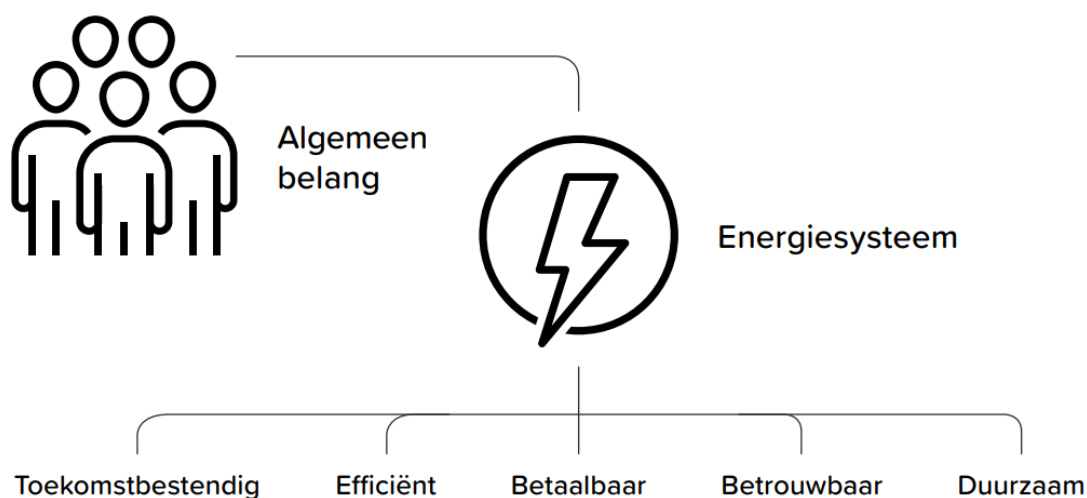 Algemeen
belang
Energiesysteem
Toekomstbestendig
Efficiënt
Betaalbaar
Betrouwbaar
Duurzaam